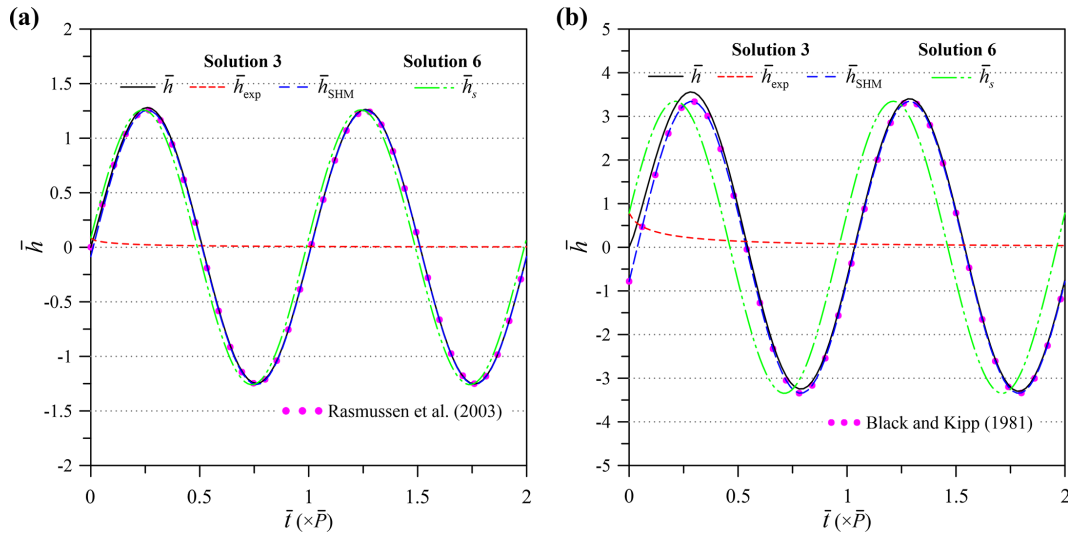 (a)
2
1.5
1
0.5
0
-0.5
-1
-1.5
-2
h̄
Solution 3 Solution 6
h̄ h̄exp h̄SHM h̄s
Rasmussen et al. (2003)
0 0.5 1 1.5 2
t̄ (×P̄)
(b)
5
4
3
2
1
0
-1
-2
-3
-4
-5
h̄
Solution 3 Solution 6
h̄ h̄exp h̄SHM h̄s
Black and Kipp (1981)
0 0.5 1 1.5 2
t̄ (×P̄)